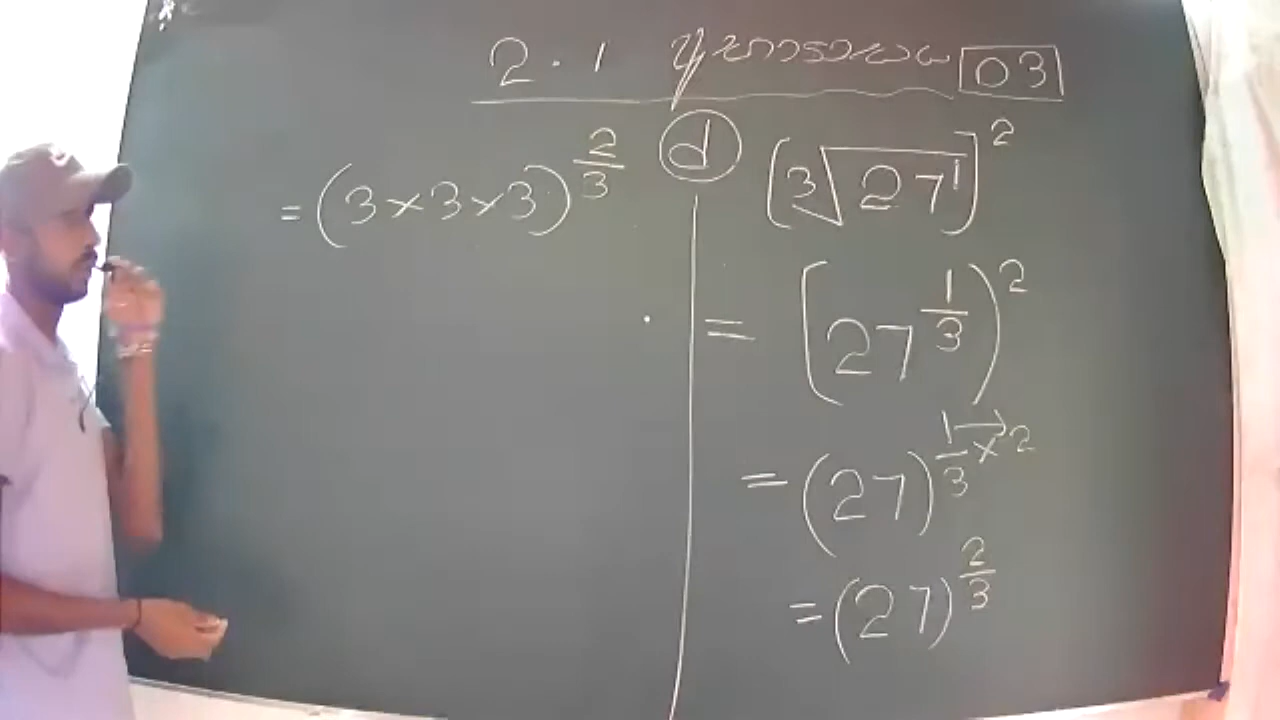 2.1 අභ්‍යාසය 03
(d) [∛27¹]²
= (27^(1/3))²
= (27)^(1/3 × 2)
= (27)^(2/3)
= (3×3×3)^(2/3)